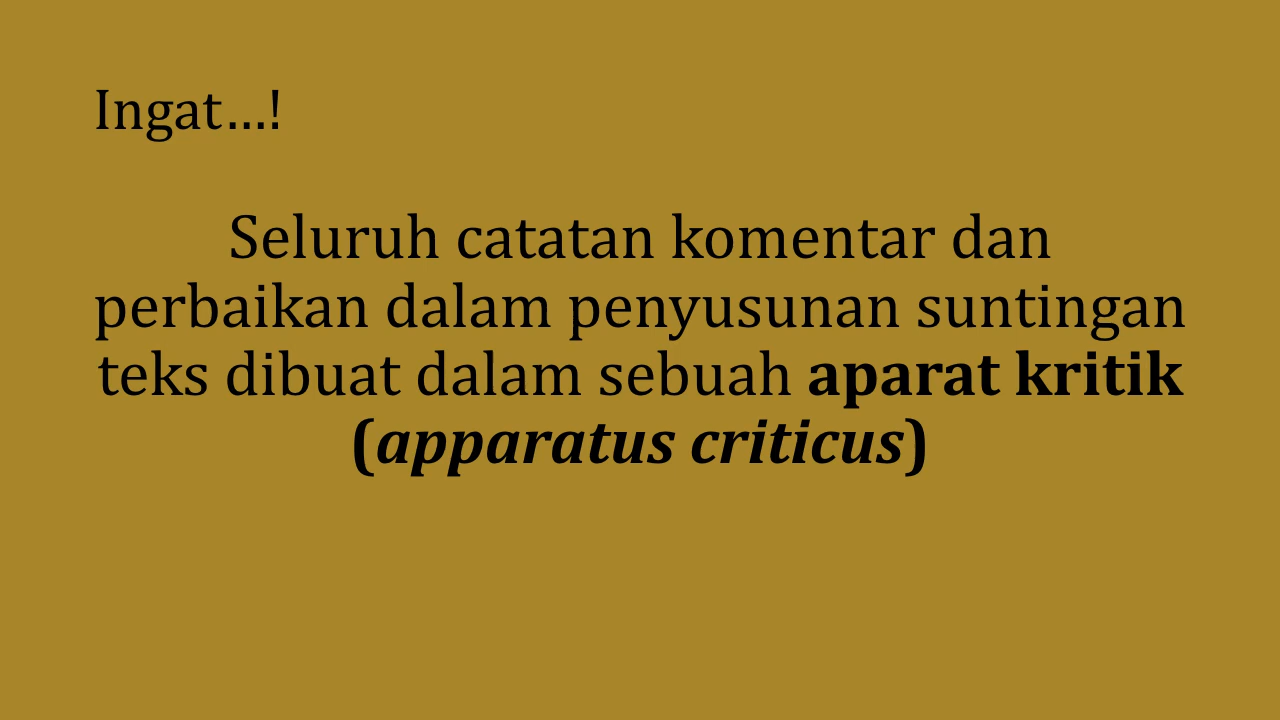 Ingat…!
Seluruh catatan komentar dan
perbaikan dalam penyusunan suntingan
teks dibuat dalam sebuah aparat kritik
(apparatus criticus)